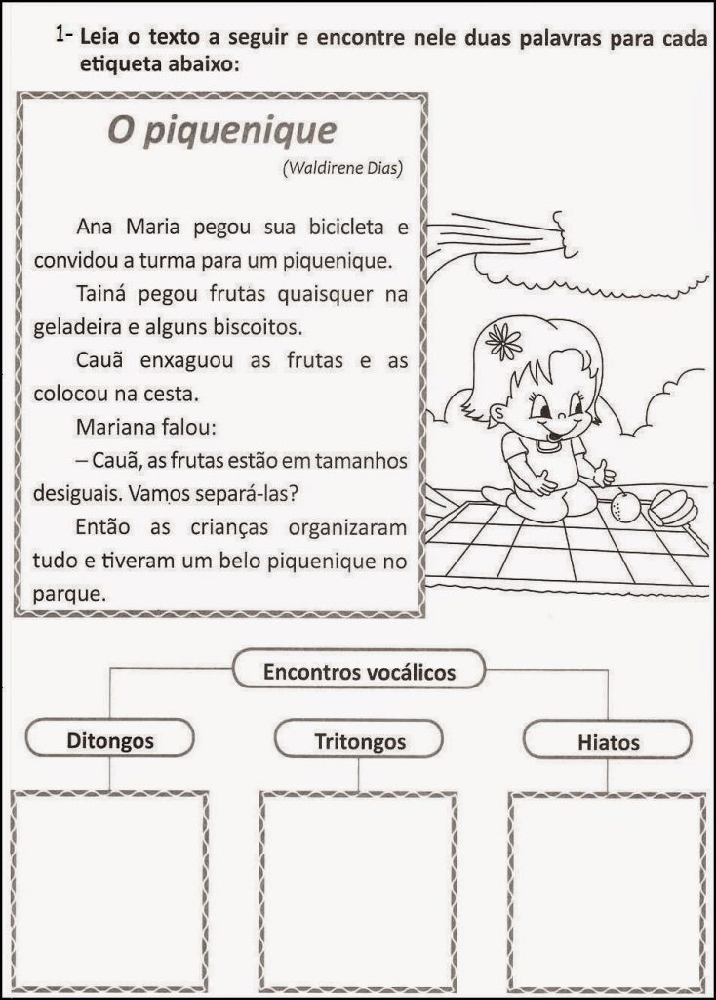 1- Leia o texto a seguir e encontre nele duas palavras para cada
etiqueta abaixo:
O piquenique
(Waldirene Dias)
Ana Maria pegou sua bicicleta e
convidou a turma para um piquenique.
Tainá pegou frutas quaisquer na
geladeira e alguns biscoitos.
Cauã enxaguou as frutas e as
colocou na cesta.
Mariana falou:
– Cauã, as frutas estão em tamanhos
desiguais. Vamos separá-las?
Então as crianças organizaram
tudo e tiveram um belo piquenique no
parque.
Encontros vocálicos
Ditongos
Tritongos
Hiatos